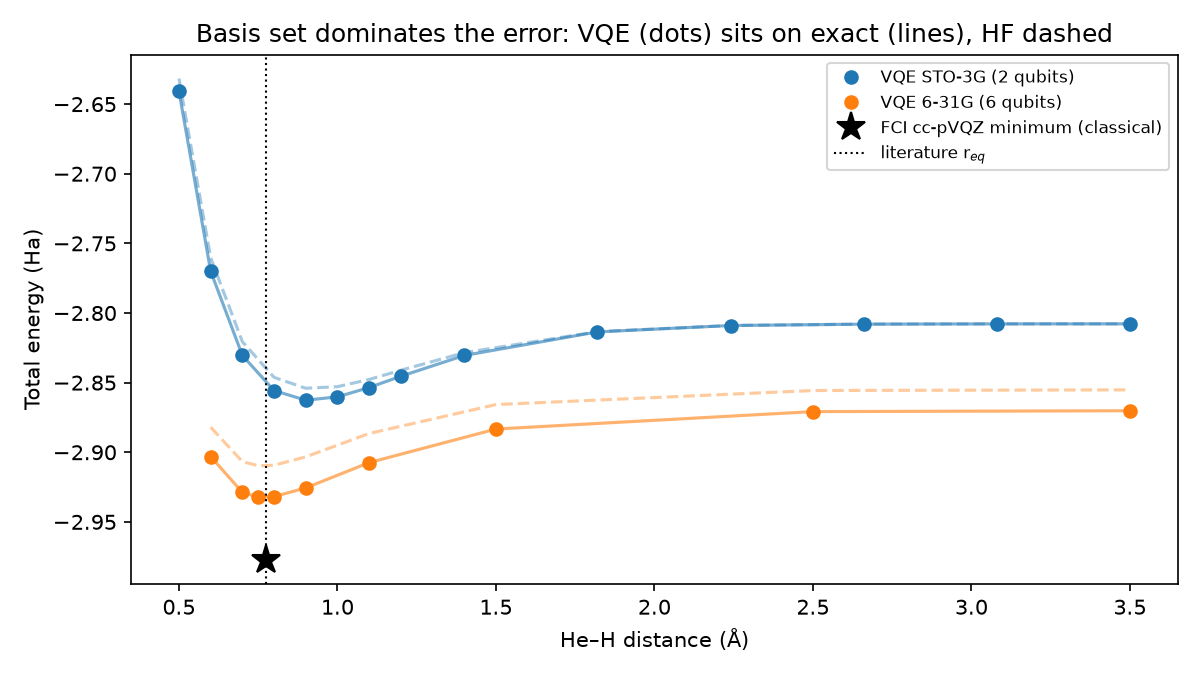 Basis set dominates the error: VQE (dots) sits on exact (lines), HF dashed
VQE STO-3G (2 qubits)
VQE 6-31G (6 qubits)
FCI cc-pVQZ minimum (classical)
literature r_eq
Total energy (Ha)
−2.65
−2.70
−2.75
−2.80
−2.85
−2.90
−2.95
0.5 1.0 1.5 2.0 2.5 3.0 3.5
He–H distance (Å)